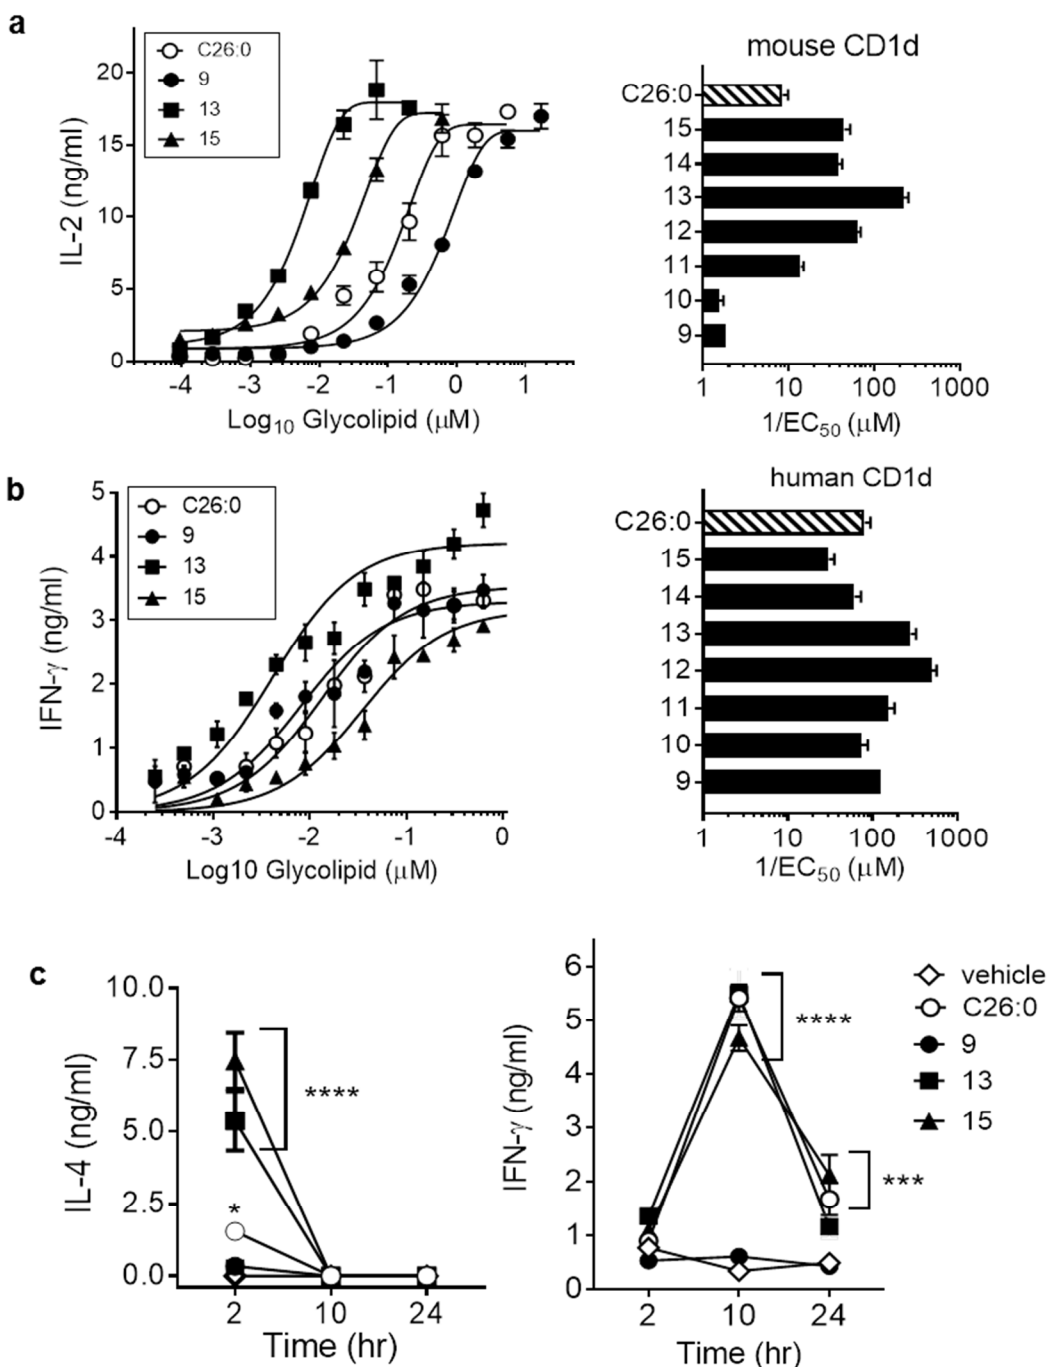 a
C26:0
9
13
15
IL-2 (ng/ml)
20
15
10
5
0
-4 -3 -2 -1 0 1
Log10 Glycolipid (µM)
mouse CD1d
C26:0
15
14
13
12
11
10
9
1 10 100 1000
1/EC50 (µM)
b
C26:0
9
13
15
IFN-γ (ng/ml)
5
4
3
2
1
0
-4 -3 -2 -1 0
Log10 Glycolipid (µM)
human CD1d
C26:0
15
14
13
12
11
10
9
1 10 100 1000
1/EC50 (µM)
c
IL-4 (ng/ml)
10.0
7.5
5.0
2.5
0.0
****
*
2 10 24
Time (hr)
IFN-γ (ng/ml)
6
5
4
3
2
1
0
****
***
2 10 24
Time (hr)
vehicle
C26:0
9
13
15